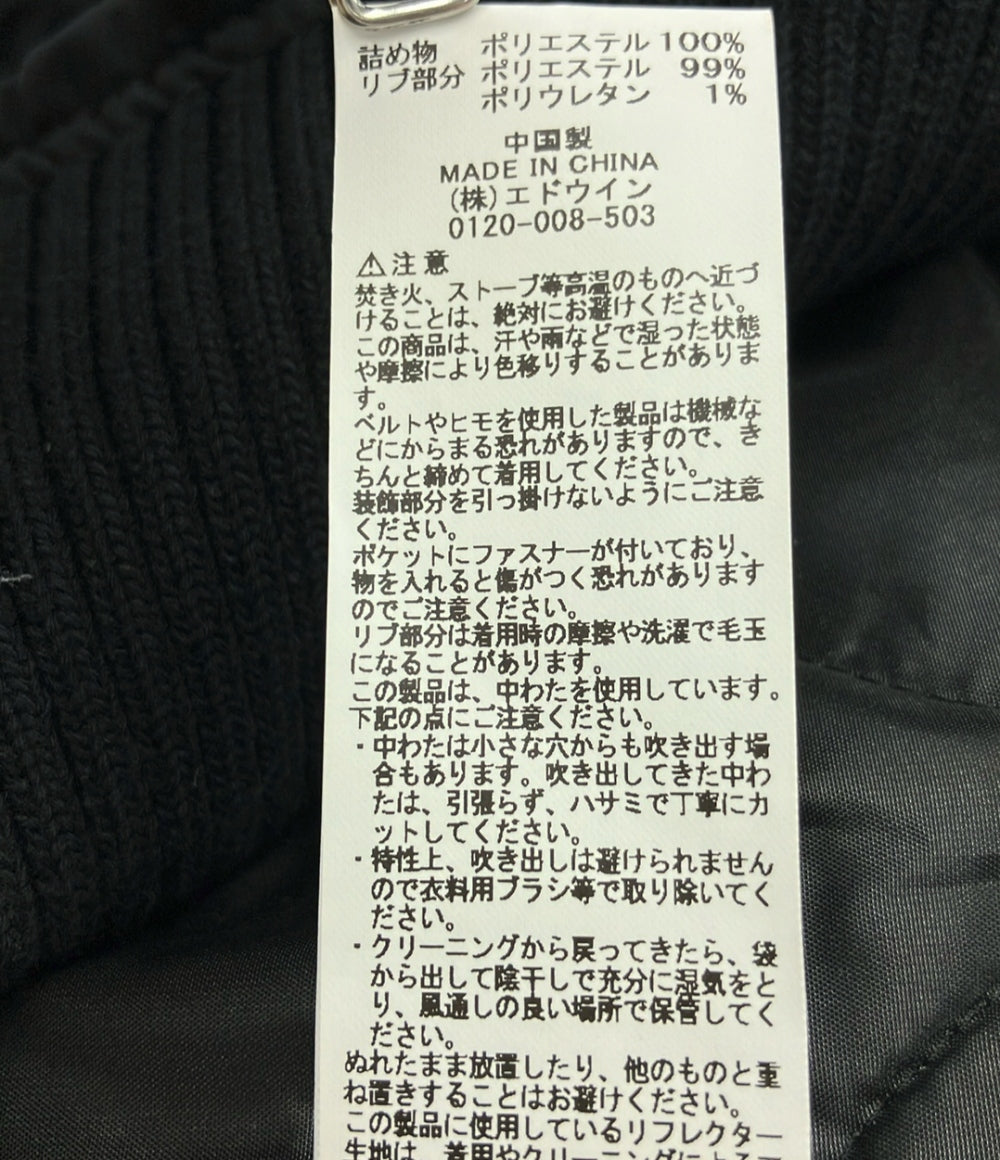 詰め物 ポリエステル 100%
リブ部分 ポリエステル 99%
ポリウレタン 1%
中国製
MADE IN CHINA
(株)エドウイン
0120-008-503
⚠注意
焚き火、ストーブ等高温のものへ近づ
けることは、絶対にお避けください。
この商品は、汗や雨などで湿った状態
や摩擦により色移りすることがありま
す。
ベルトやヒモを使用した製品は機械な
どにからまる恐れがありますので、き
ちんと締めて着用してください。
装飾部分を引っ掛けないようにご注意
ください。
ポケットにファスナーが付いており、
物を入れると傷がつく恐れがあります
のでご注意ください。
リブ部分は着用時の摩擦や洗濯で毛玉
になることがあります。
この製品は、中わたを使用しています。
下記の点にご注意ください。
・中わたは小さな穴からも吹き出す場
合もあります。吹き出してきた中わ
たは、引張らず、ハサミで丁寧にカ
ットしてください。
・特性上、吹き出しは避けられません
ので衣料用ブラシ等で取り除いてく
ださい。
・クリーニングから戻ってきたら、袋
から出して陰干しで充分に湿気をと
り、風通しの良い場所で保管してく
ださい。
ぬれたまま放置したり、他のものと重
ね置きすることはお避けください。
この製品に使用しているリフレクター
生地は、着用やクリーニングによる